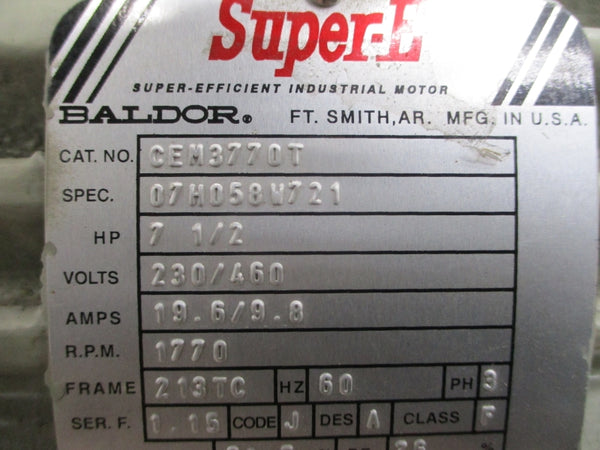 Super-E
SUPER-EFFICIENT INDUSTRIAL MOTOR
BALDOR® FT. SMITH, AR. MFG. IN U.S.A.
CAT. NO. CEM3770T
SPEC. 07H058W721
HP 7 1/2
VOLTS 230/460
AMPS 19.6/9.8
R.P.M. 1770
FRAME 213TC HZ 60 PH 3
SER. F. 1.15 CODE J DES A CLASS F
%